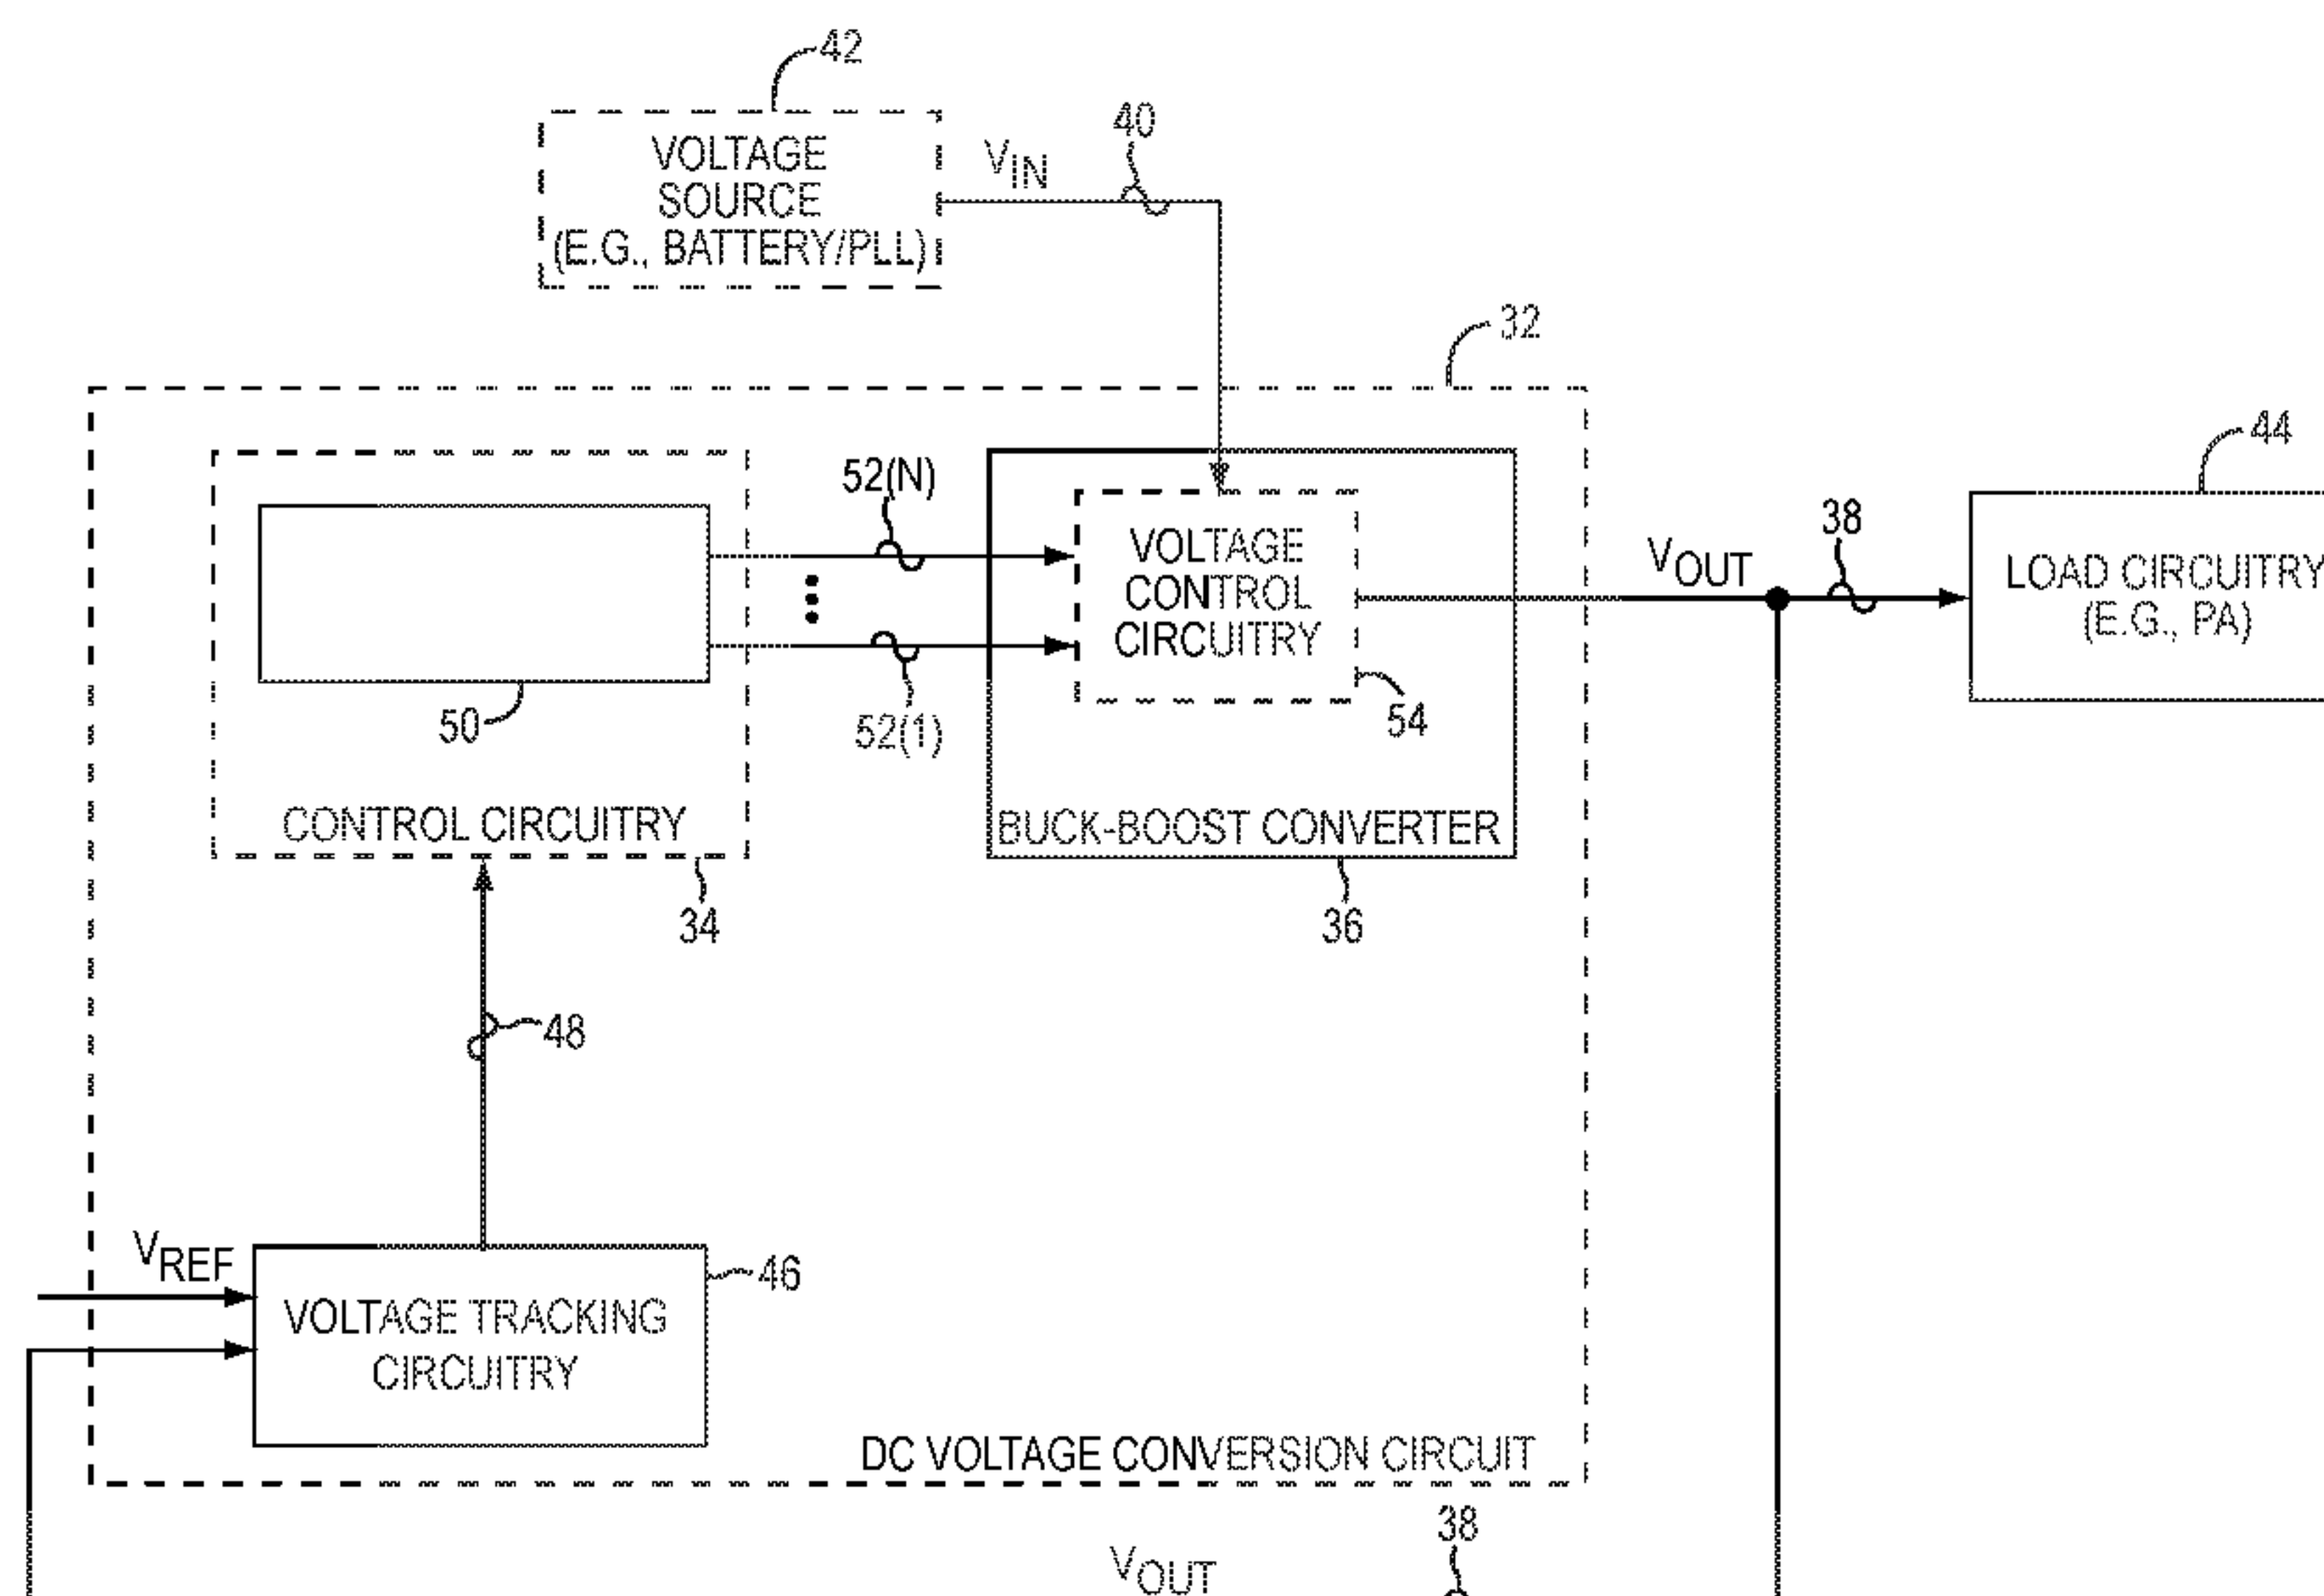 42
VOLTAGE
SOURCE
(E.G., BATTERY/PLL)
VIN
40
32
44
52(N)
VOLTAGE
CONTROL
CIRCUITRY
VOUT
38
LOAD CIRCUITRY
(E.G., PA)
50
52(1)
54
CONTROL CIRCUITRY
BUCK-BOOST CONVERTER
34
36
48
VREF
46
VOLTAGE TRACKING
CIRCUITRY
DC VOLTAGE CONVERSION CIRCUIT
38
VOUT